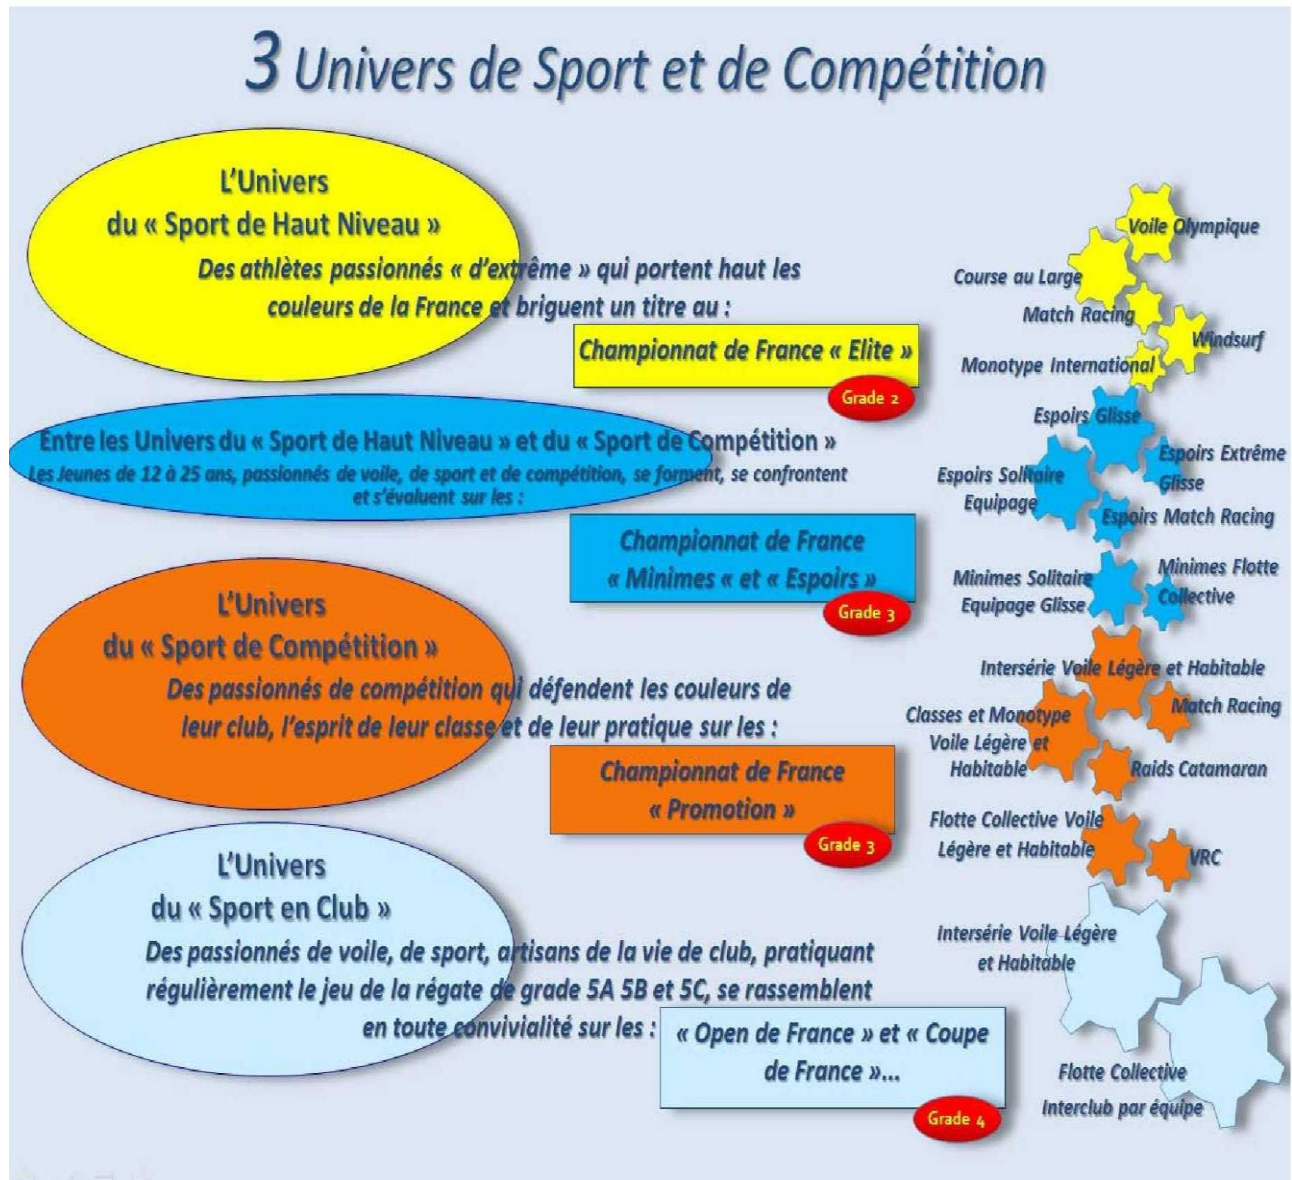 3 Univers de Sport et de Compétition
L'Univers
du « Sport de Haut Niveau »
Des athlètes passionnés « d'extrême » qui portent haut les
couleurs de la France et briguent un titre au :
Championnat de France « Elite »
Grade 2
Voile Olympique
Course au Large
Match Racing
Windsurf
Monotype International
Entre les Univers du « Sport de Haut Niveau » et du « Sport de Compétition »
Les Jeunes de 12 à 25 ans, passionnés de voile, de sport et de compétition, se forment, se confrontent
et s'évaluent sur les :
Championnat de France
« Minimes « et « Espoirs »
Grade 3
Espoirs Glisse
Espoirs Extrême
Glisse
Espoirs Solitaire
Equipage
Espoirs Match Racing
Minimes Solitaire
Equipage Glisse
Minimes Flotte
Collective
L'Univers
du « Sport de Compétition »
Des passionnés de compétition qui défendent les couleurs de
leur club, l'esprit de leur classe et de leur pratique sur les :
Championnat de France
« Promotion »
Grade 3
Intersérie Voile Légère et Habitable
Match Racing
Classes et Monotype
Voile Légère et
Habitable
Raids Catamaran
Flotte Collective Voile
Légère et Habitable
VRC
L'Univers
du « Sport en Club »
Des passionnés de voile, de sport, artisans de la vie de club, pratiquant
régulièrement le jeu de la régate de grade 5A 5B et 5C, se rassemblent
en toute convivialité sur les :
« Open de France » et « Coupe
de France »...
Grade 4
Intersérie Voile Légère
et Habitable
Flotte Collective
Interclub par équipe